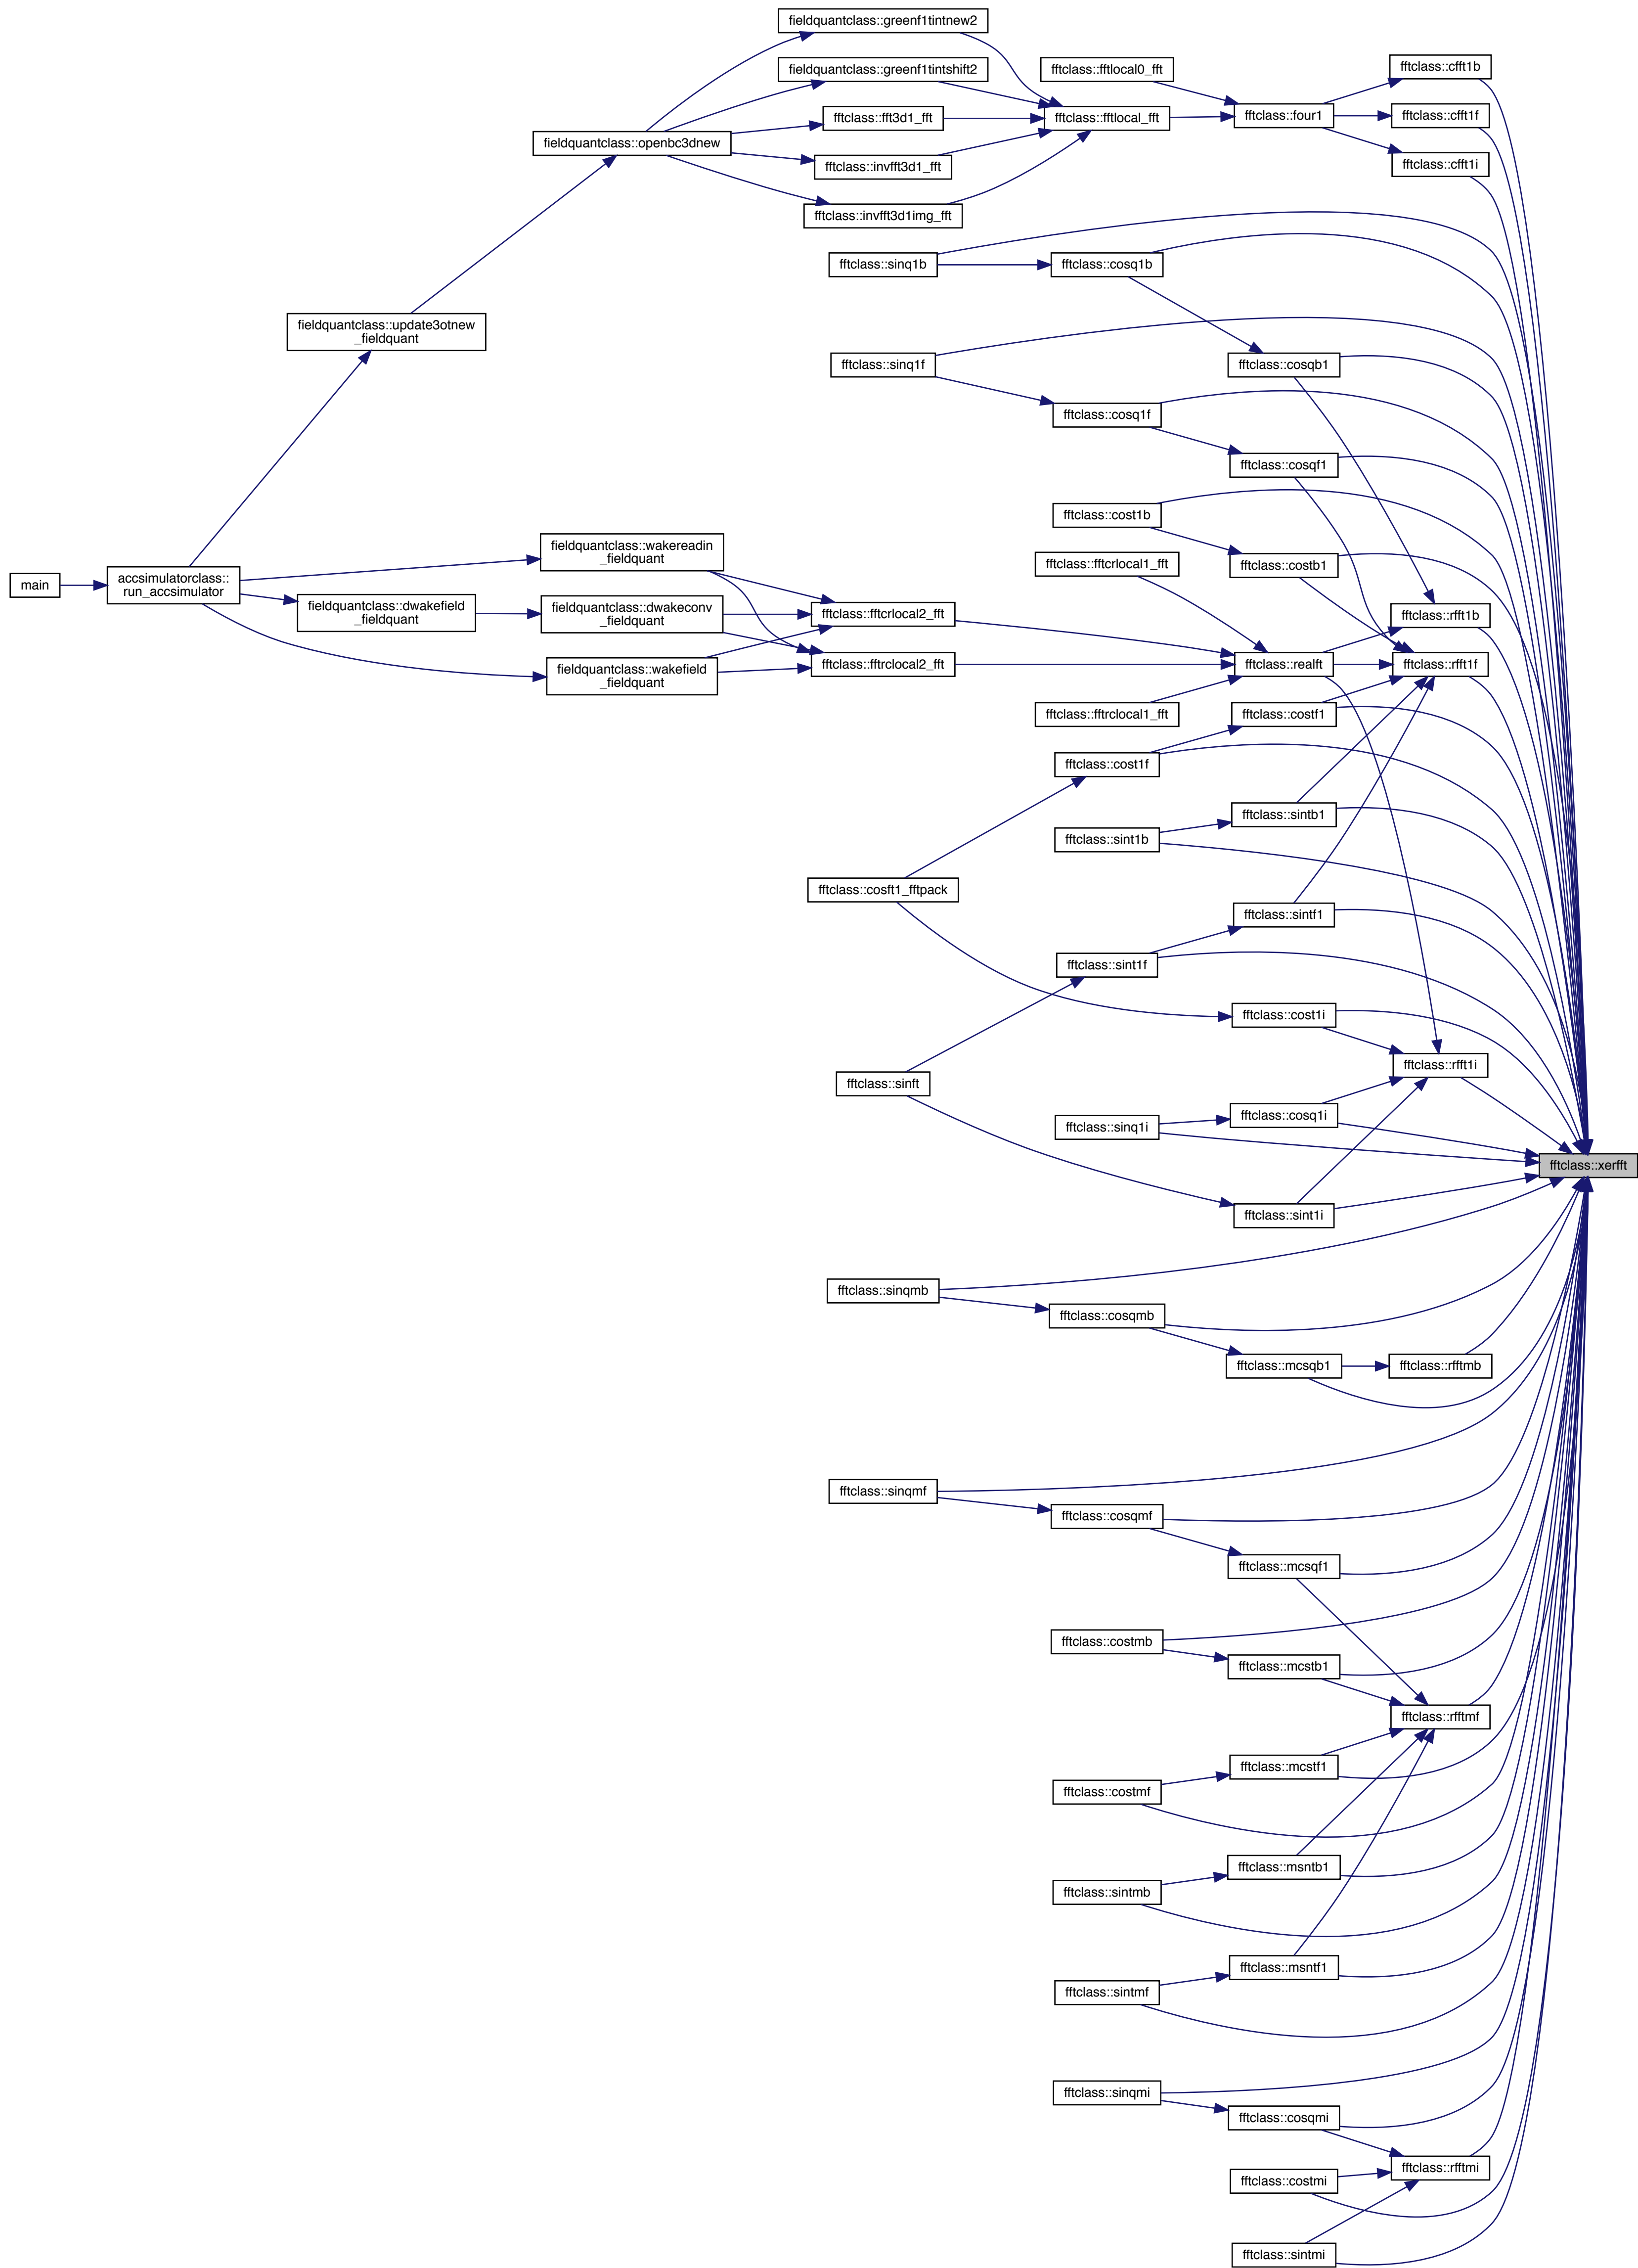 fieldquantclass::greenf1tintnew2
fftclass::cfft1b
fieldquantclass::greenf1tintshift2
fftclass::fftlocal0_fft
fftclass::cfft1f
fftclass::fft3d1_fft
fftclass::fftlocal_fft
fftclass::four1
fieldquantclass::openbc3dnew
fftclass::invfft3d1_fft
fftclass::cfft1i
fftclass::invfft3d1img_fft
fftclass::sinq1b
fftclass::cosq1b
fieldquantclass::update3otnew
_fieldquant
fftclass::sinq1f
fftclass::cosqb1
fftclass::cosq1f
fftclass::cosqf1
fftclass::cost1b
fieldquantclass::wakereadin
_fieldquant
fftclass::fftcrlocal1_fft
fftclass::costb1
main
accsimulatorclass::
run_accsimulator
fieldquantclass::dwakefield
_fieldquant
fieldquantclass::dwakeconv
_fieldquant
fftclass::fftcrlocal2_fft
fftclass::rfft1b
fieldquantclass::wakefield
_fieldquant
fftclass::fftrclocal2_fft
fftclass::realft
fftclass::rfft1f
fftclass::fftrclocal1_fft
fftclass::costf1
fftclass::cost1f
fftclass::sintb1
fftclass::sint1b
fftclass::cosft1_fftpack
fftclass::sintf1
fftclass::sint1f
fftclass::cost1i
fftclass::rfft1i
fftclass::sinft
fftclass::cosq1i
fftclass::sinq1i
fftclass::xerfft
fftclass::sint1i
fftclass::sinqmb
fftclass::cosqmb
fftclass::mcsqb1
fftclass::rfftmb
fftclass::sinqmf
fftclass::cosqmf
fftclass::mcsqf1
fftclass::costmb
fftclass::mcstb1
fftclass::rfftmf
fftclass::mcstf1
fftclass::costmf
fftclass::msntb1
fftclass::sintmb
fftclass::msntf1
fftclass::sintmf
fftclass::sinqmi
fftclass::cosqmi
fftclass::rfftmi
fftclass::costmi
fftclass::sintmi